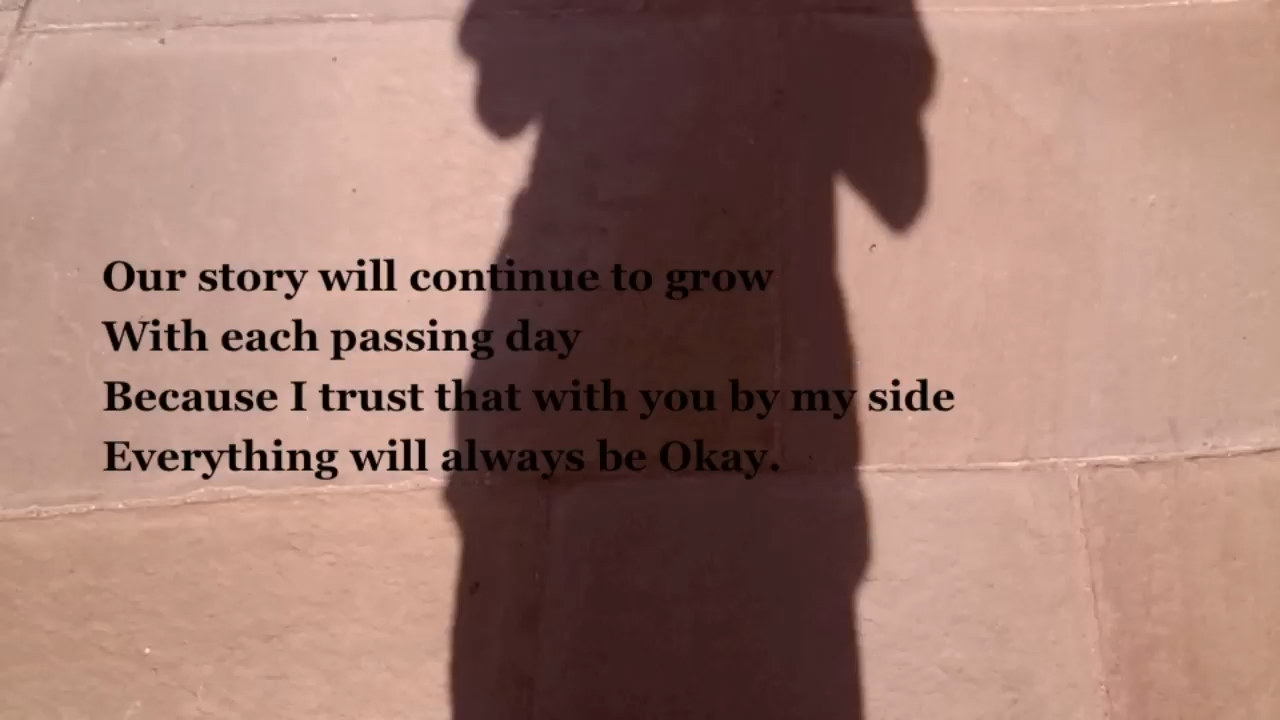 Our story will continue to grow
With each passing day
Because I trust that with you by my side
Everything will always be Okay.